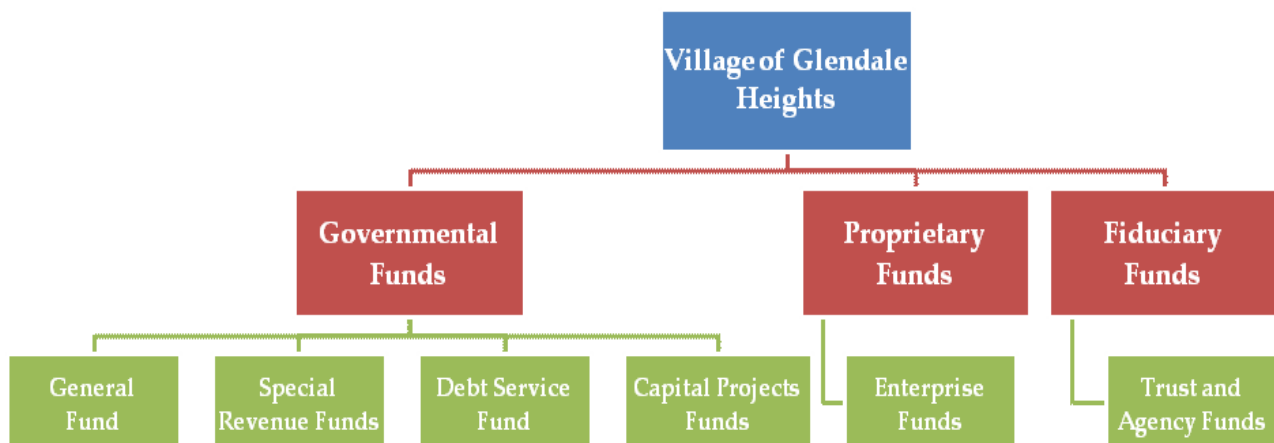 Village of Glendale
Heights
Governmental
Funds
Proprietary
Funds
Fiduciary
Funds
General
Fund
Special
Revenue Funds
Debt Service
Fund
Capital Projects
Funds
Enterprise
Funds
Trust and
Agency Funds